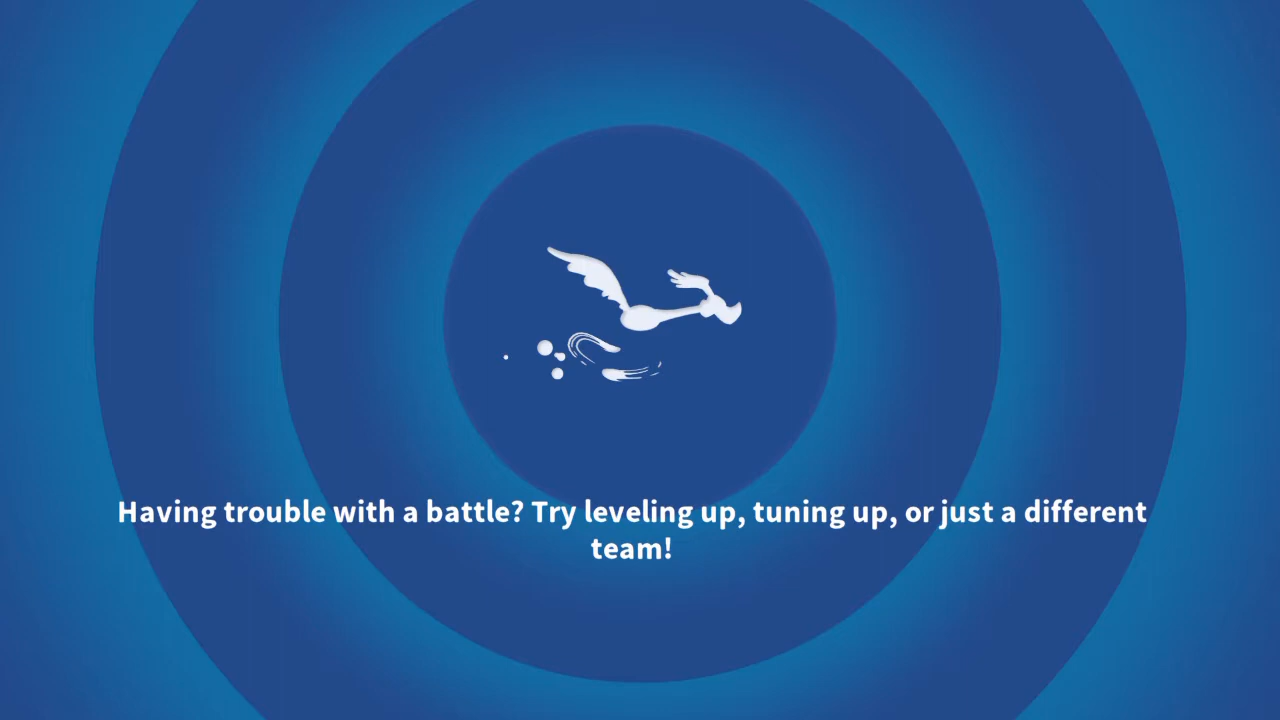 Having trouble with a battle? Try leveling up, tuning up, or just a different
team!